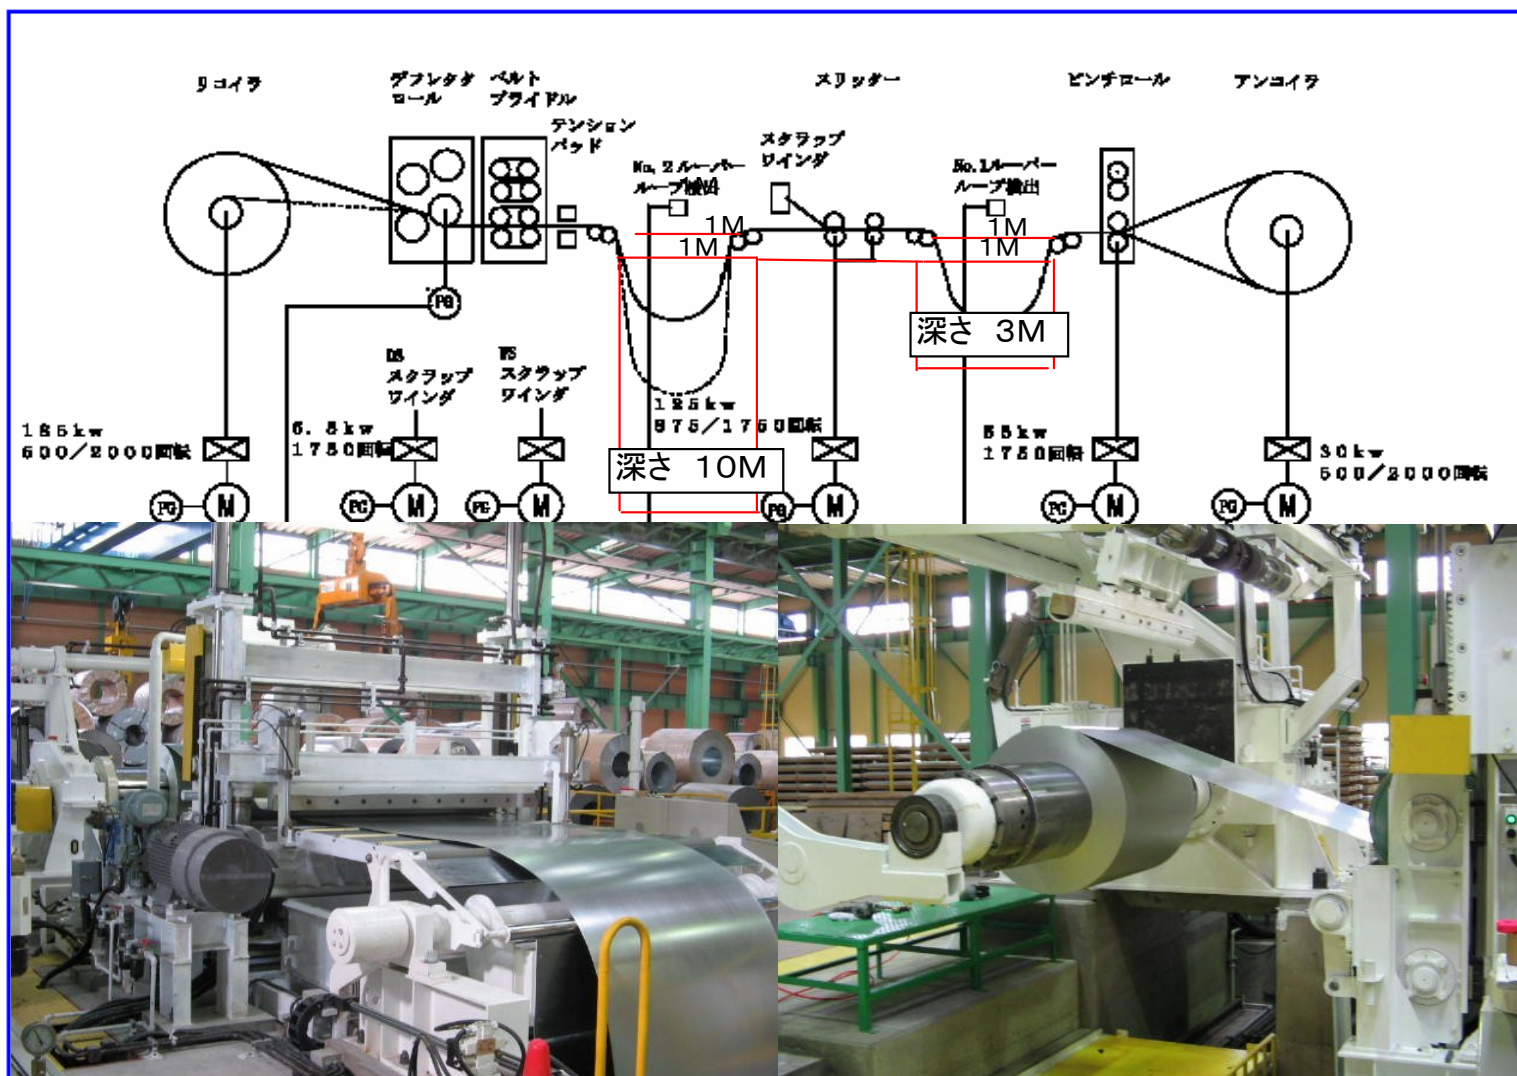 リコイラ
デフレクタ
ロール
ベルト
ブライドル
テンション
パッド
No. 2ルーパー
ループ検出
スクラップ
ワインダ
スリッター
No. 1ルーパー
ループ検出
ピンチロール
アンコイラ
1M
1M
1M
1M
深さ 3M
PG
DS
スクラップ
ワインダ
WS
スクラップ
ワインダ
500/2000回転
1750回転
125kw
875/1750回転
55kw
1750回転
30kw
500/2000回転
深さ 10M
PG
M
PG
M
PG
M
PG
M
PG
M
PG
M